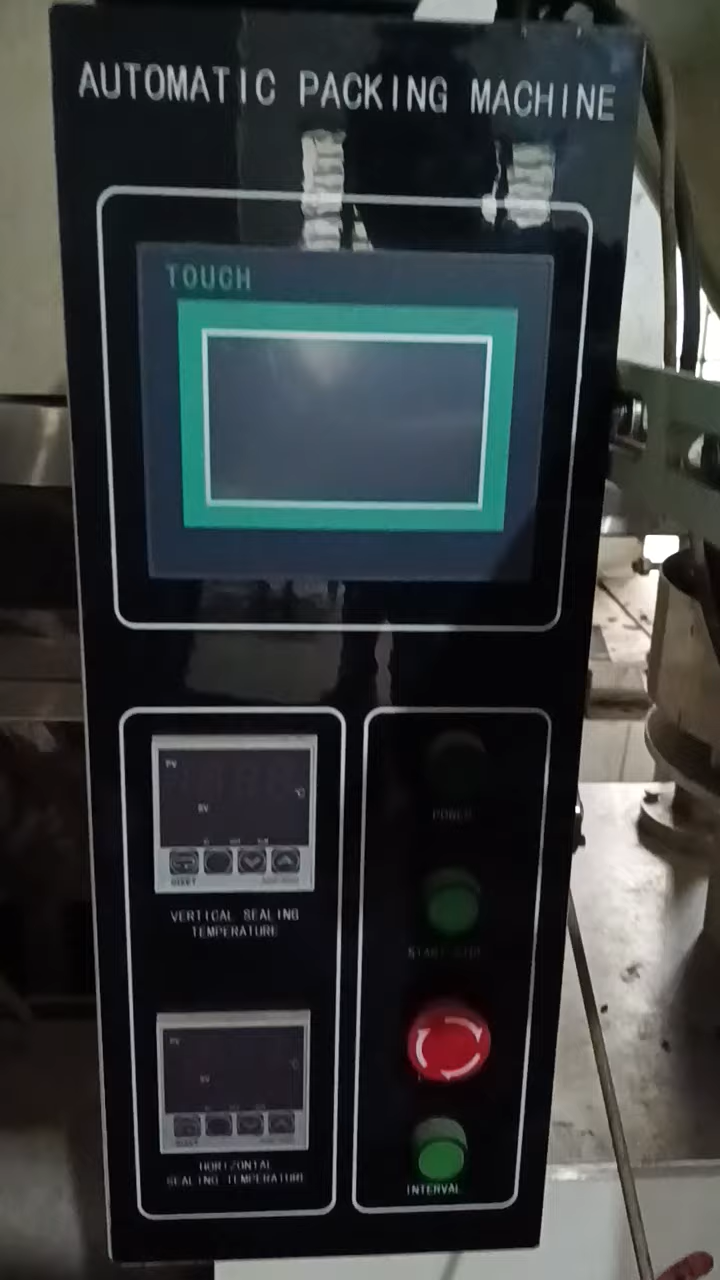 AUTOMATIC PACKING MACHINE
TOUCH
PV
SV
°C
VERTICAL SEALING
TEMPERATURE
PV
SV
°C
HORIZONTAL
SEALING TEMPERATURE
POWER
START STOP
INTERVAL